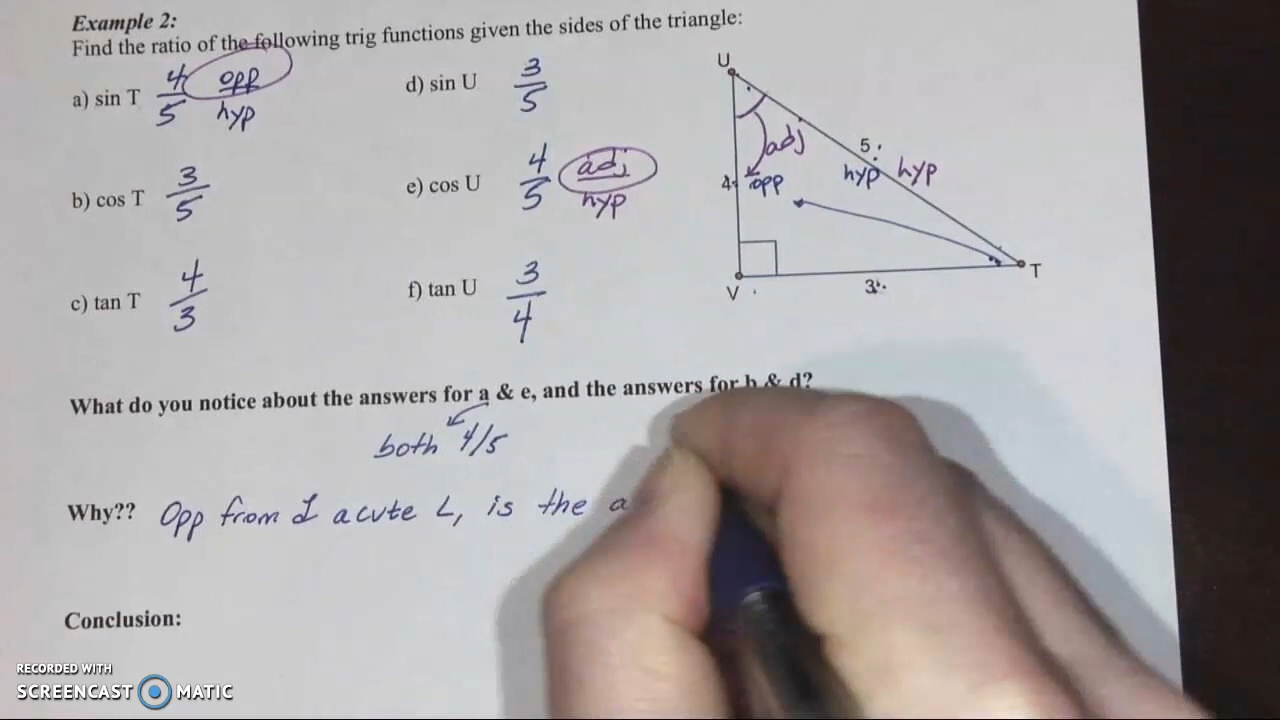 Example 2:
Find the ratio of the following trig functions given the sides of the triangle:
a) sin T 4/5 opp/hyp
d) sin U 3/5
b) cos T 3/5
e) cos U 4/5 adj/hyp
c) tan T 4/3
f) tan U 3/4
U
adj
5
4 opp
hyp hyp
T
V
3
What do you notice about the answers for a & e, and the answers for b & d?
both 4/5
Why?? Opp from 1 acute ∠, is the a
Conclusion:
RECORDED WITH
SCREENCAST MATIC